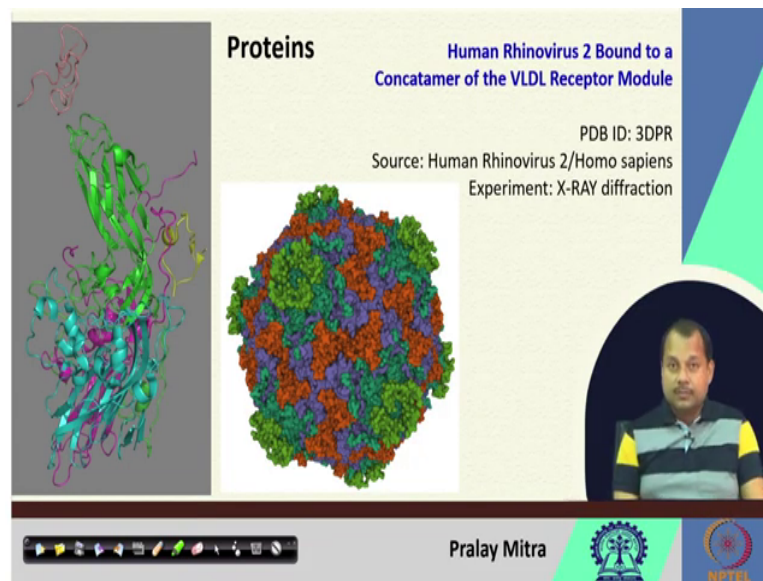 Proteins
Human Rhinovirus 2 Bound to a
Concatamer of the VLDL Receptor Module
PDB ID: 3DPR
Source: Human Rhinovirus 2/Homo sapiens
Experiment: X-RAY diffraction
Pralay Mitra
NPTEL